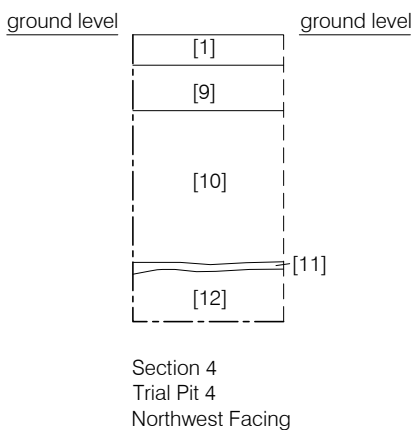 ground level ground level
[1]
[9]
[10]
[11]
[12]
Section 4
Trial Pit 4
Northwest Facing